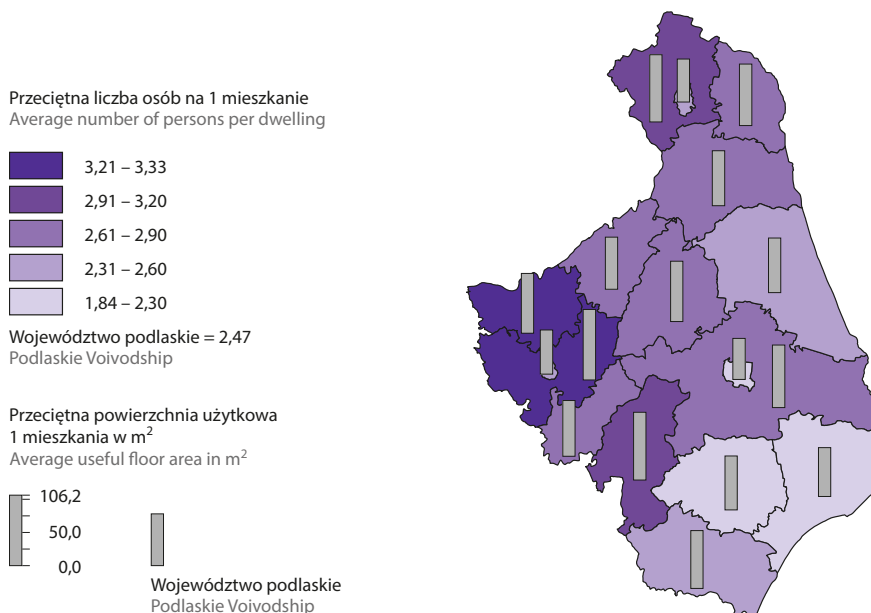 Przeciętna liczba osób na 1 mieszkanie
Average number of persons per dwelling
3,21 – 3,33
2,91 – 3,20
2,61 – 2,90
2,31 – 2,60
1,84 – 2,30
Województwo podlaskie = 2,47
Podlaskie Voivodship
Przeciętna powierzchnia użytkowa
1 mieszkania w m²
Average useful floor area in m²
106,2
50,0
0,0
Województwo podlaskie
Podlaskie Voivodship